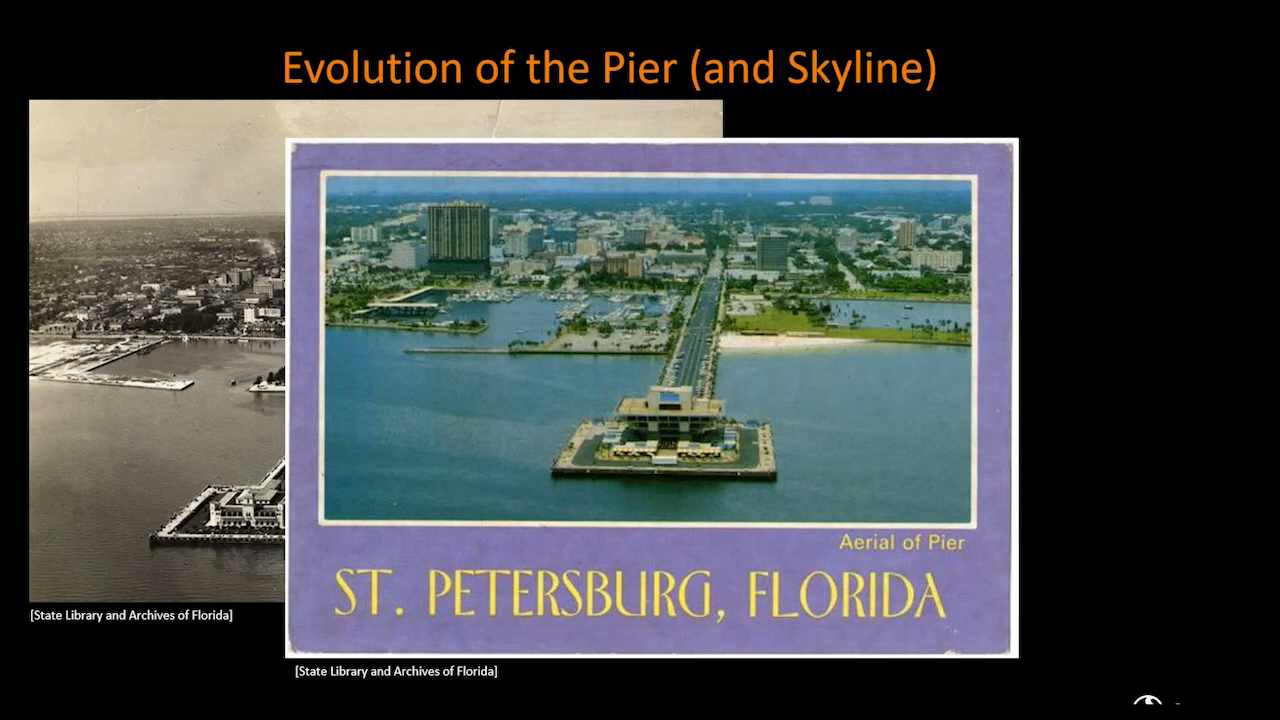 Evolution of the Pier (and Skyline)
Aerial of Pier
ST. PETERSBURG, FLORIDA
[State Library and Archives of Florida]
[State Library and Archives of Florida]